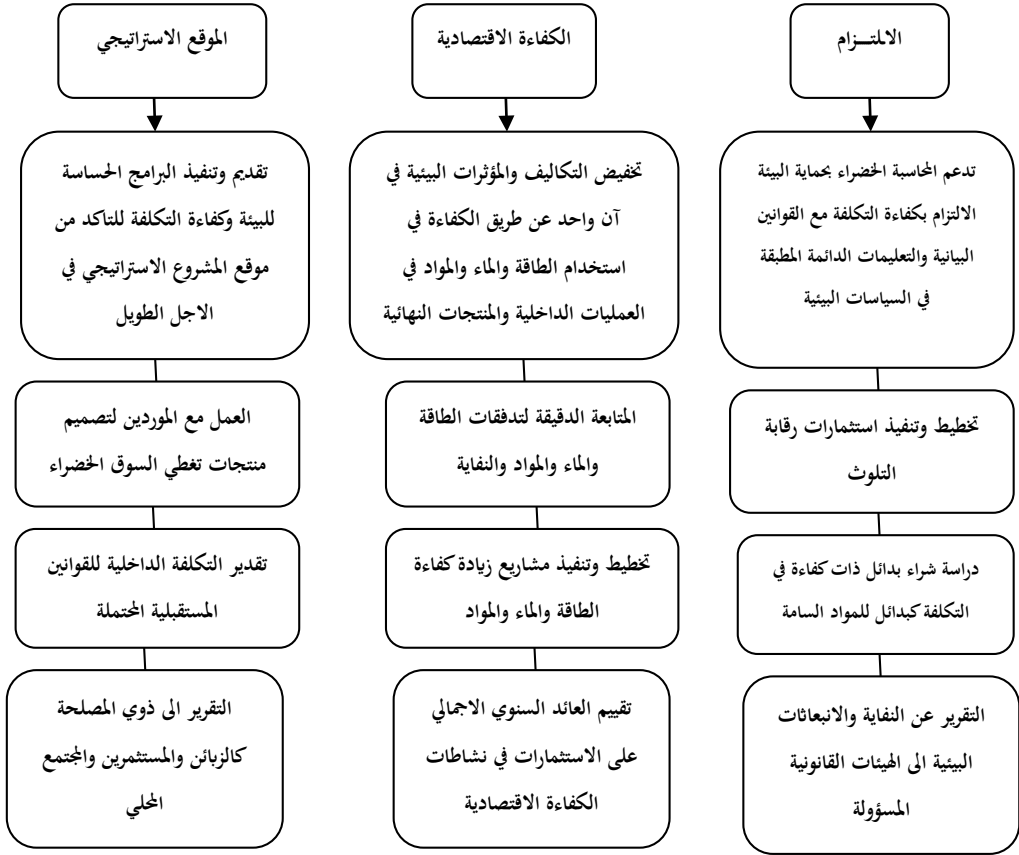 الالتـــزام
تدعم المحاسبة الخضراء بحماية البيئة
الالتزام بكفاءة التكلفة مع القوانين
البيانية والتعليمات الدائمة المطبقة
في السياسات البيئية
تخطيط وتنفيذ استثمارات رقابة
التلوث
دراسة شراء بدائل ذات كفاءة في
التكلفة كبدائل للمواد السامة
التقرير عن النفاية والانبعاثات
البيئية الى الهيئات القانونية
المسؤولة
الكفاءة الاقتصادية
تخفيض التكاليف والمؤثرات البيئية في
آن واحد عن طريق الكفاءة في
استخدام الطاقة والماء والمواد في
العمليات الداخلية والمنتجات النهائية
المتابعة الدقيقة لتدفقات الطاقة
والماء والمواد والنفاية
تخطيط وتنفيذ مشاريع زيادة كفاءة
الطاقة والماء والمواد
تقييم العائد السنوي الاجمالي
على الاستثمارات في نشاطات
الكفاءة الاقتصادية
الموقع الاستراتيجي
تقديم وتنفيذ البرامج الحساسة
للبيئة وكفاءة التكلفة للتاكد من
موقع المشروع الاستراتيجي في
الاجل الطويل
العمل مع الموردين لتصميم
منتجات تغطي السوق الخضراء
تقدير التكلفة الداخلية للقوانين
المستقبلية المحتملة
التقرير الى ذوي المصلحة
كالزبائن والمستثمرين والمجتمع
المحلي